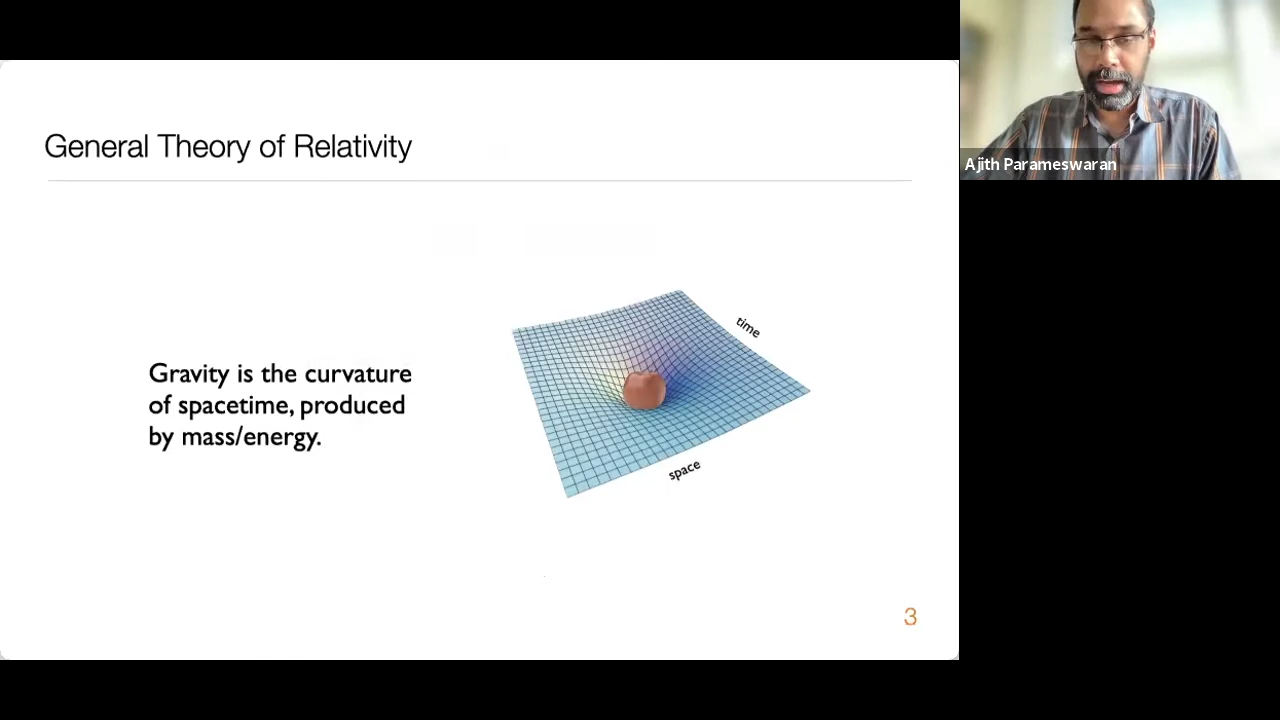 General Theory of Relativity
Ajith Parameswaran
time
Gravity is the curvature
of spacetime, produced
by mass/energy.
space
3